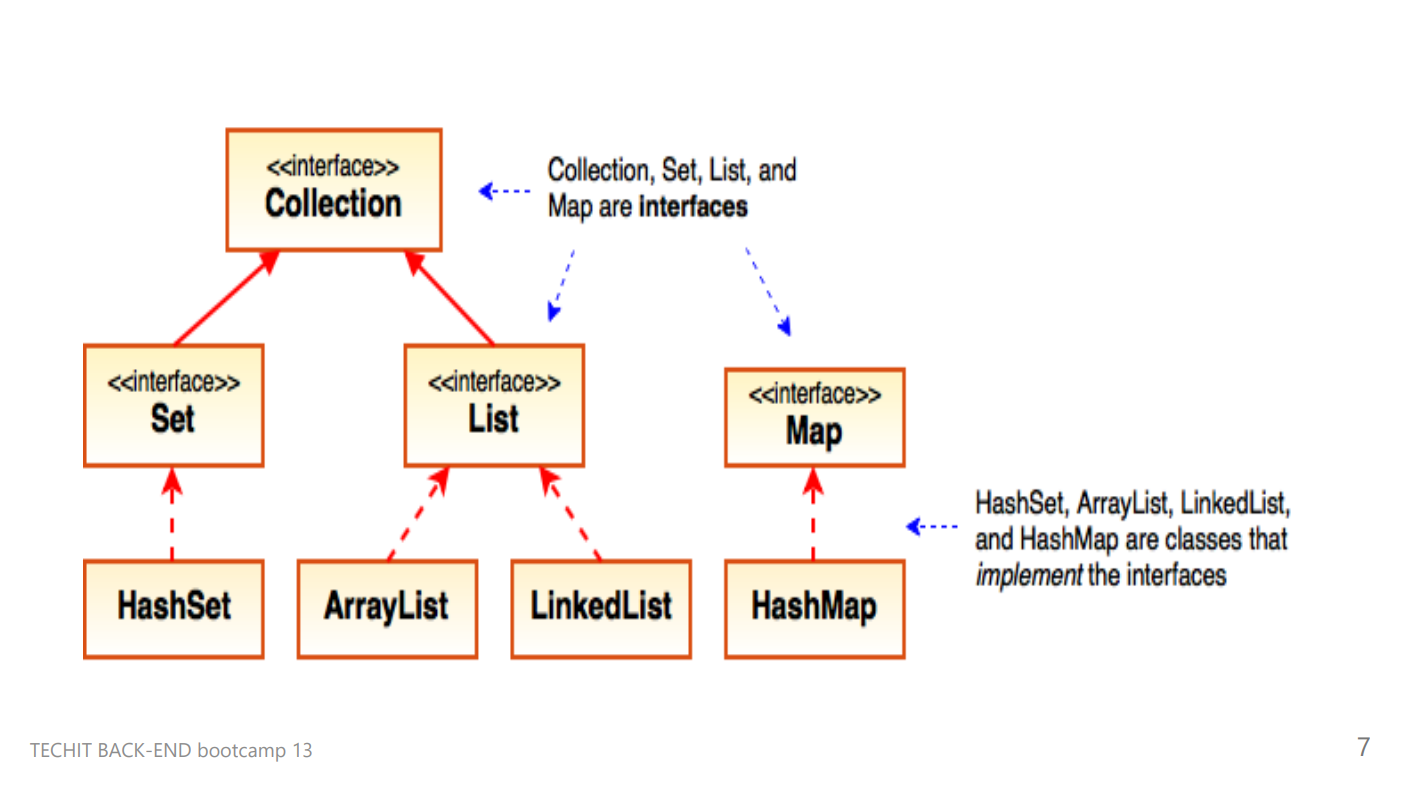 <<interface>>
Collection
Collection, Set, List, and
Map are interfaces
<<interface>>
Set
<<interface>>
List
<<interface>>
Map
HashSet, ArrayList, LinkedList,
and HashMap are classes that
implement the interfaces
HashSet
ArrayList
LinkedList
HashMap
TECHIT BACK-END bootcamp 13
7